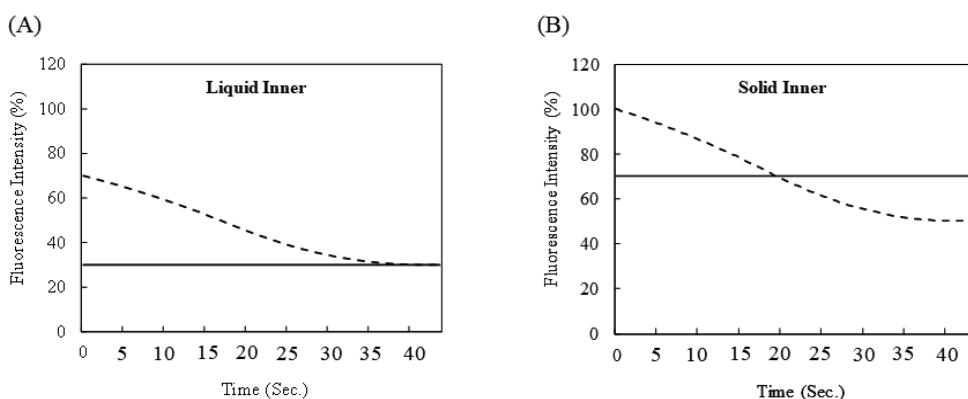 (A)
(B)
Liquid Inner
Fluorescence Intensity (%)
120
100
80
60
40
20
0
0 5 10 15 20 25 30 35 40
Time (Sec.)
Solid Inner
Fluorescence Intensity (%)
120
100
80
60
40
20
0
0 5 10 15 20 25 30 35 40
Time (Sec.)